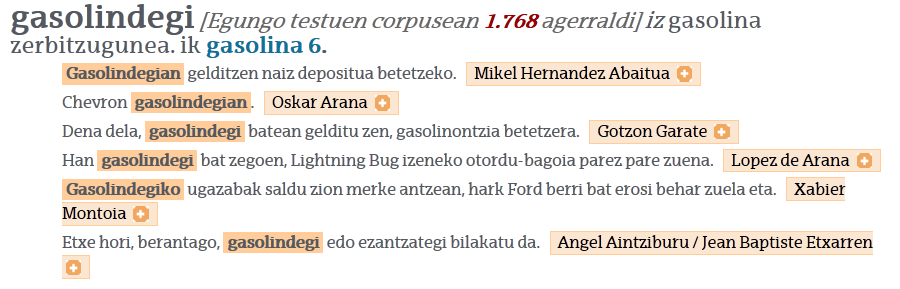 gasolindegi [Egungo testuen corpusean 1.768 agerraldi] iz gasolina
zerbitzugunea. ik gasolina 6.
Gasolindegian gelditzen naiz depositua betetzeko. Mikel Hernandez Abaitua
Chevron gasolindegian. Oskar Arana
Dena dela, gasolindegi batean gelditu zen, gasolinontzia betetzera. Gotzon Garate
Han gasolindegi bat zegoen, Lightning Bug izeneko otordu-bagoia parez pare zuena. Lopez de Arana
Gasolindegiko ugazabak saldu zion merke antzean, hark Ford berri bat erosi behar zuela eta. Xabier
Montoia
Etxe hori, berantago, gasolindegi edo ezantzategi bilakatu da. Angel Aintziburu / Jean Baptiste Etxarren